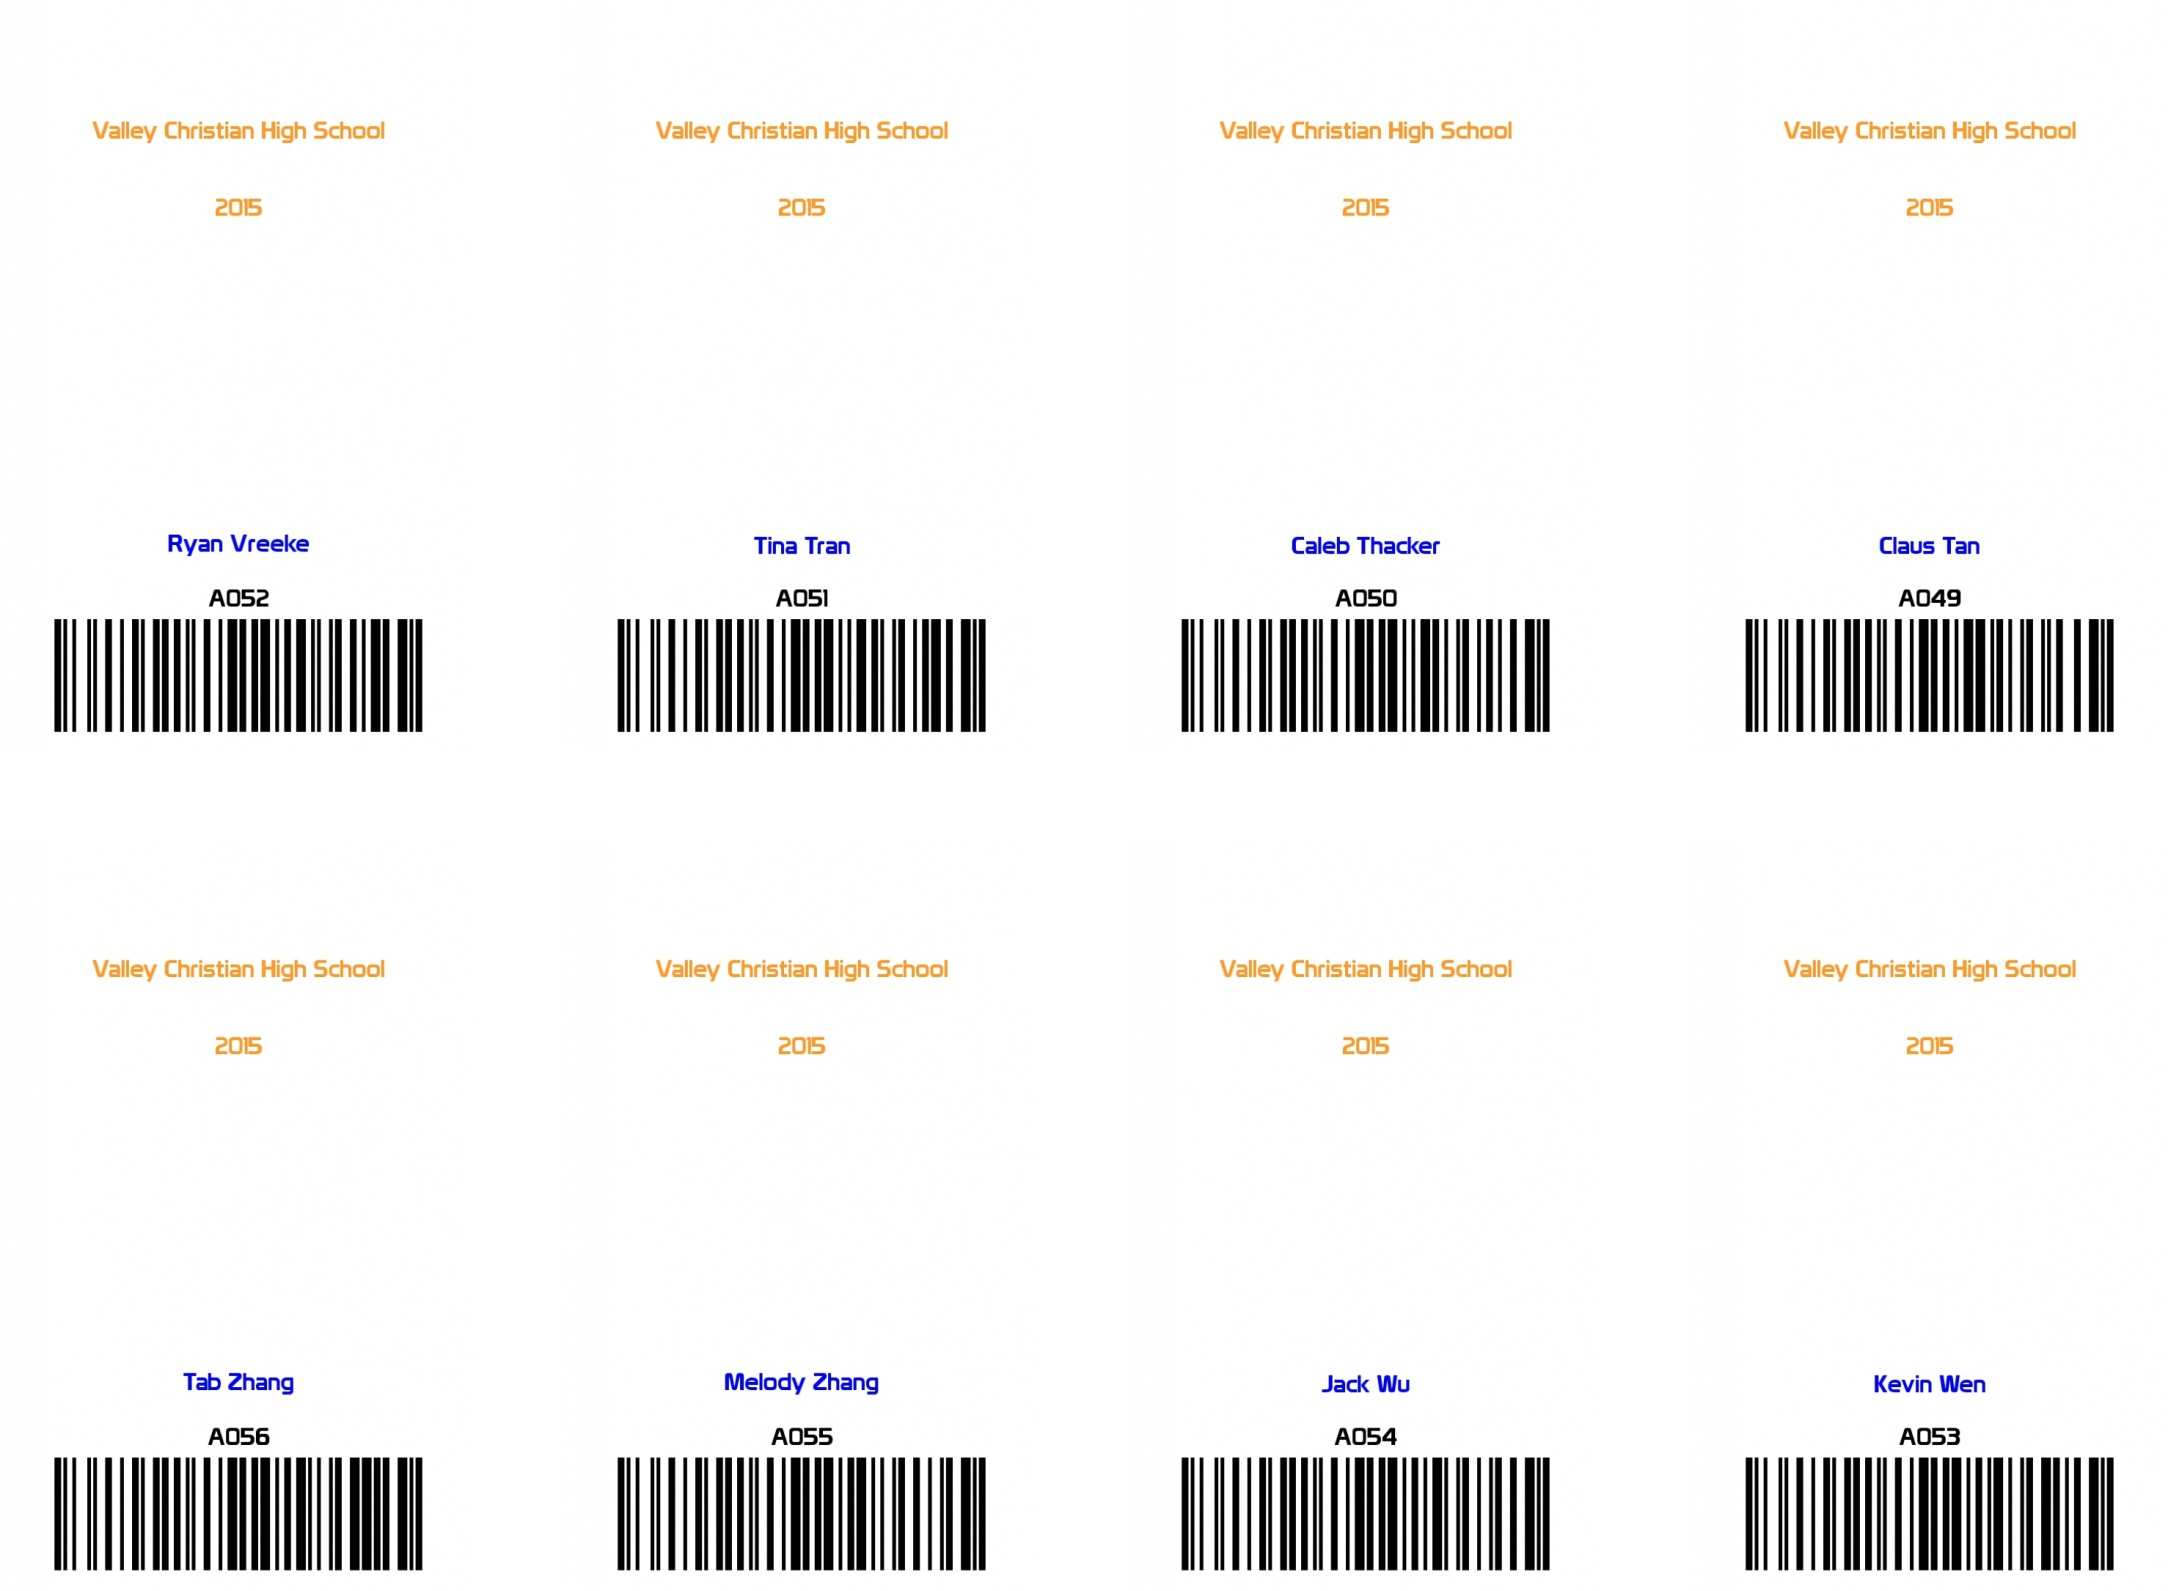 Valley Christian High School
2015
Ryan Vreeke
A052
Valley Christian High School
2015
Tina Tran
A051
Valley Christian High School
2015
Caleb Thacker
A050
Valley Christian High School
2015
Claus Tan
A049
Valley Christian High School
2015
Tab Zhang
A056
Valley Christian High School
2015
Melody Zhang
A055
Valley Christian High School
2015
Jack Wu
A054
Valley Christian High School
2015
Kevin Wen
A053